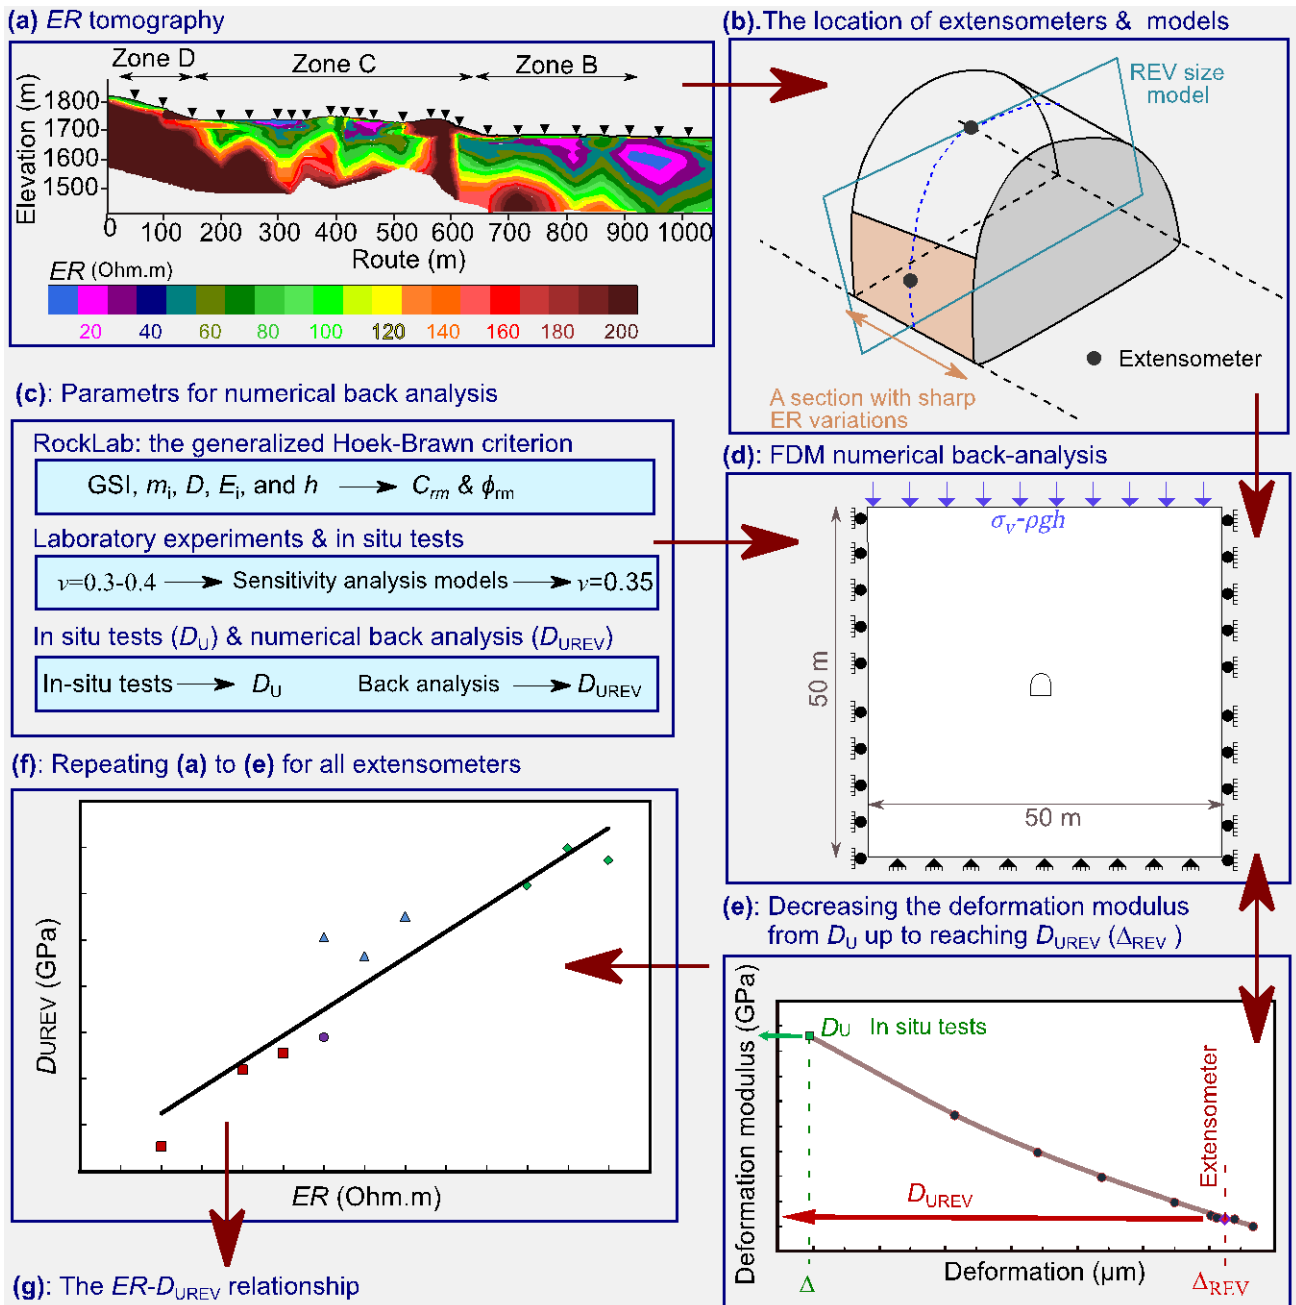 (a) ER tomography
Zone D
Zone C
Zone B
Elevation (m)
1800
1700
1600
1500
0 100 200 300 400 500 600 700 800 900 1000
Route (m)
ER (Ohm.m)
20 40 60 80 100 120 140 160 180 200
(b).The location of extensometers & models
REV size
model
Extensometer
A section with sharp
ER variations
(c): Parametrs for numerical back analysis
RockLab: the generalized Hoek-Brawn criterion
GSI, mi, D, Ei, and h Crm & ϕrm
Laboratory experiments & in situ tests
ν=0.3-0.4 Sensitivity analysis models ν=0.35
In situ tests (DU) & numerical back analysis (DUREV)
In-situ tests DU Back analysis DUREV
(d): FDM numerical back-analysis
σV-ρgh
50 m
50 m
(e): Decreasing the deformation modulus
from DU up to reaching DUREV (ΔREV )
Deformation modulus (GPa)
DU In situ tests
Extensometer
DUREV
Δ
Deformation (μm)
ΔREV
(f): Repeating (a) to (e) for all extensometers
DUREV (GPa)
ER (Ohm.m)
(g): The ER-DUREV relationship